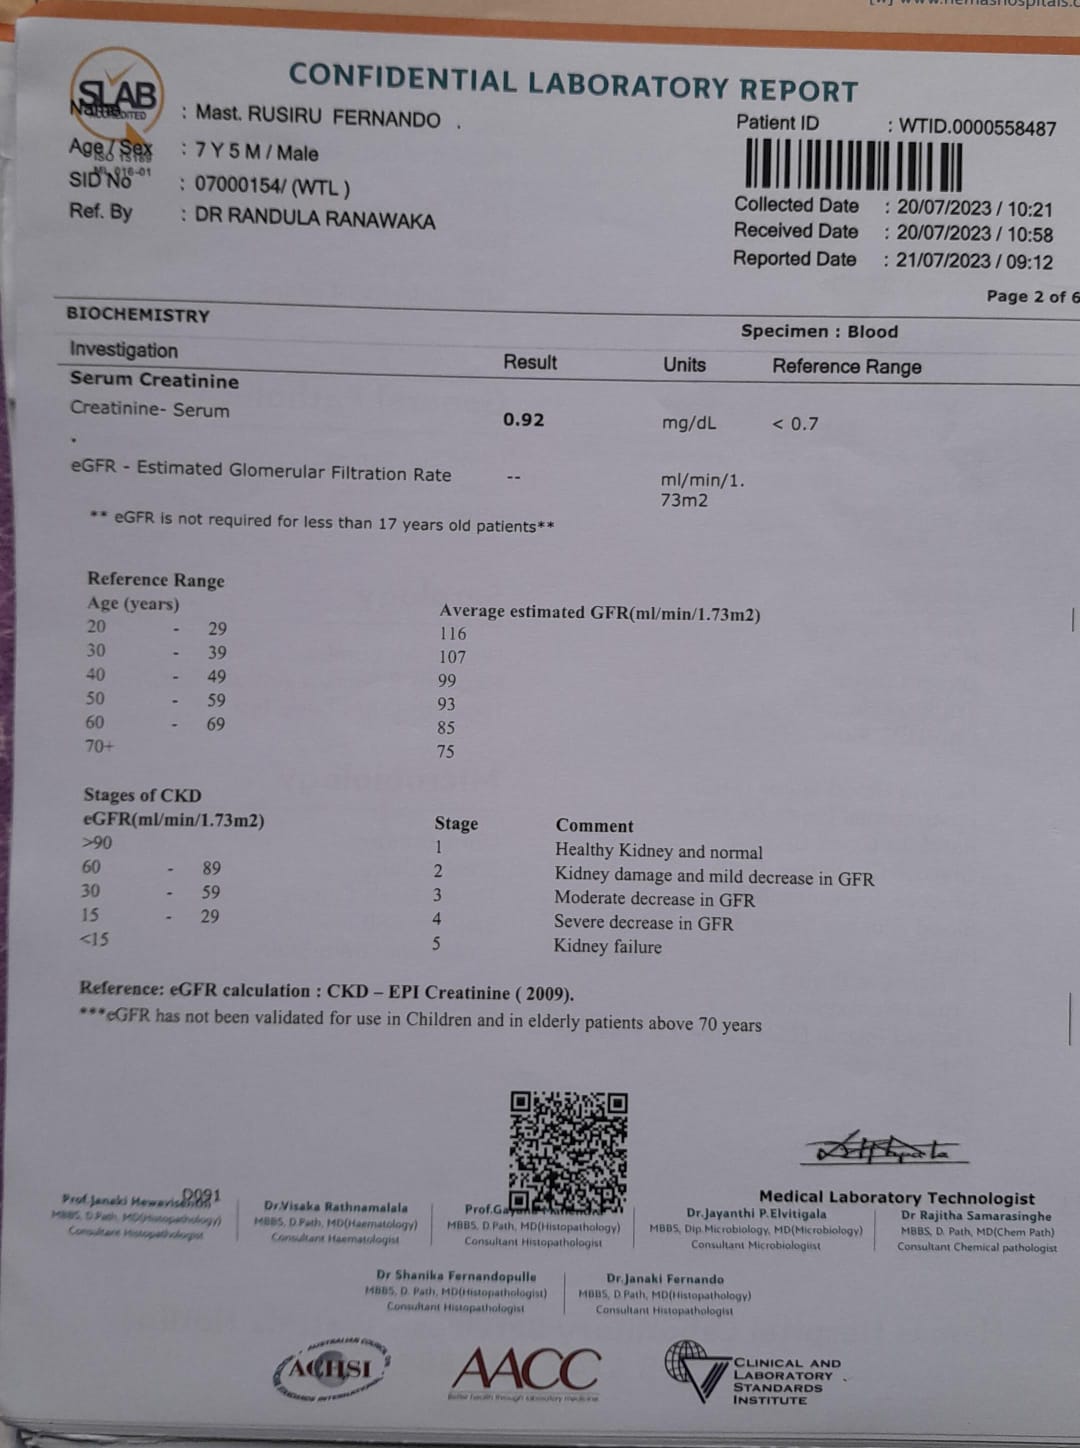 CONFIDENTIAL LABORATORY REPORT
SLAB
ACCREDITED
ISO 15189
Name : Mast. RUSIRU FERNANDO .
Age / Sex : 7 Y 5 M / Male
SID No : 07000154/ (WTL )
Ref. By : DR RANDULA RANAWAKA
Patient ID : WTID.0000558487
Collected Date : 20/07/2023 / 10:21
Received Date : 20/07/2023 / 10:58
Reported Date : 21/07/2023 / 09:12
Page 2 of 6
BIOCHEMISTRY
Specimen : Blood
Investigation Result Units Reference Range
Serum Creatinine
Creatinine- Serum 0.92 mg/dL < 0.7
.
eGFR - Estimated Glomerular Filtration Rate -- ml/min/1.
73m2
** eGFR is not required for less than 17 years old patients**
Reference Range
Age (years) Average estimated GFR(ml/min/1.73m2)
20 - 29 116
30 - 39 107
40 - 49 99
50 - 59 93
60 - 69 85
70+ 75
Stages of CKD
eGFR(ml/min/1.73m2) Stage Comment
>90 1 Healthy Kidney and normal
60 - 89 2 Kidney damage and mild decrease in GFR
30 - 59 3 Moderate decrease in GFR
15 - 29 4 Severe decrease in GFR
<15 5 Kidney failure
Reference: eGFR calculation : CKD – EPI Creatinine ( 2009).
***eGFR has not been validated for use in Children and in elderly patients above 70 years
Medical Laboratory Technologist
D091
Prof.Janaki
MBBS, D.Path, MD(Histopathology)
Consultant Histopathologist
Dr.Visaka Rathnamalala
MBBS, D.Path, MD(Haematology)
Consultant Haematologist
MBBS, D.Path, MD(Histopathology)
Consultant Histopathologist
Dr.Jayanthi P.Elvitigala
MBBS, Dip.Microbiology, MD(Microbiology)
Consultant Microbiologist
Dr Rajitha Samarasinghe
MBBS, D. Path, MD(Chem Path)
Consultant Chemical pathologist
Dr Shanika Fernandopulle
MBBS, D. Path, MD(Histopathologist)
Consultant Histopathologist
Dr.Janaki Fernando
MBBS, D.Path, MD(Histopathology)
Consultant Histopathologist
ACHSI
AACC
Better health through laboratory medicine
CLINICAL AND
LABORATORY
STANDARDS
INSTITUTE